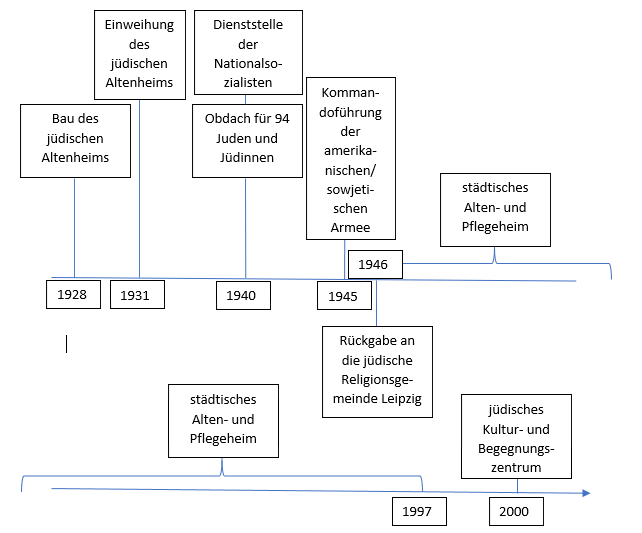 Einweihung
des
jüdischen
Altenheims
Dienststelle
der
Nationalso-
zialisten
Bau des
jüdischen
Altenheims
Obdach für 94
Juden und
Jüdinnen
Komman-
doführung
der
amerika-
nischen/
sowjeti-
schen
Armee
städtisches
Alten- und
Pflegeheim
1946
1928
1931
1940
1945
Rückgabe an
die jüdische
Religionsge-
meinde Leipzig
städtisches
Alten- und
Pflegeheim
jüdisches
Kultur- und
Begegnungs-
zentrum
1997
2000